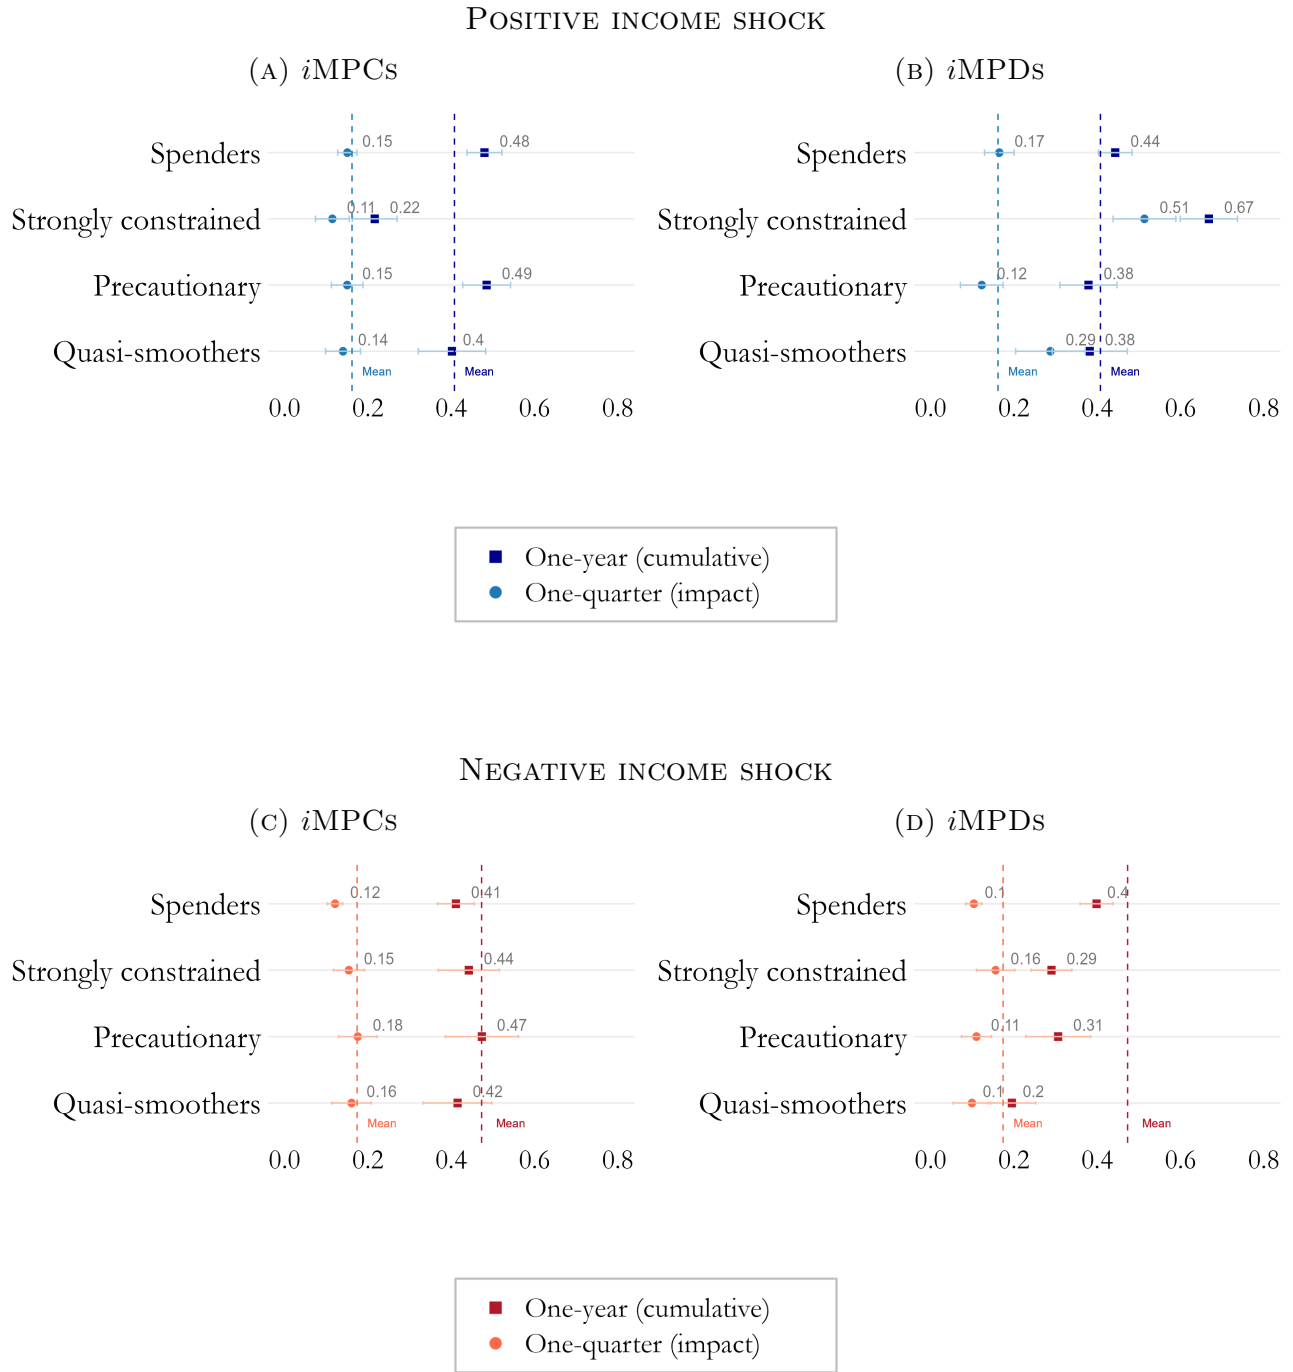 POSITIVE INCOME SHOCK
(A) iMPCs
Spenders
0.15
0.48
Strongly constrained
0.11
0.22
Precautionary
0.15
0.49
Quasi-smoothers
0.14
0.4
Mean
Mean
0.0 0.2 0.4 0.6 0.8
(B) iMPDs
Spenders
0.17
0.44
Strongly constrained
0.51
0.67
Precautionary
0.12
0.38
Quasi-smoothers
0.29
0.38
Mean
Mean
0.0 0.2 0.4 0.6 0.8
One-year (cumulative)
One-quarter (impact)
NEGATIVE INCOME SHOCK
(C) iMPCs
Spenders
0.12
0.41
Strongly constrained
0.15
0.44
Precautionary
0.18
0.47
Quasi-smoothers
0.16
0.42
Mean
Mean
0.0 0.2 0.4 0.6 0.8
(D) iMPDs
Spenders
0.1
0.4
Strongly constrained
0.16
0.29
Precautionary
0.11
0.31
Quasi-smoothers
0.1
0.2
Mean
Mean
0.0 0.2 0.4 0.6 0.8
One-year (cumulative)
One-quarter (impact)